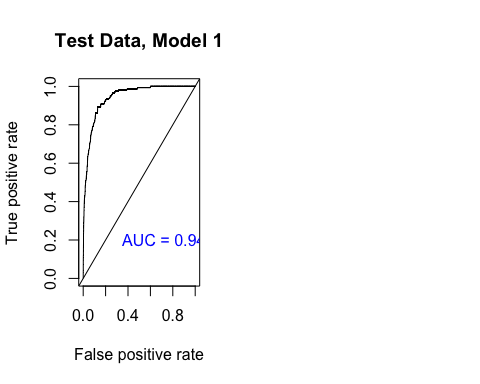 Test Data, Model 1
True positive rate
1.0
0.8
0.6
0.4
0.2
0.0
AUC = 0.94
0.0 0.4 0.8
False positive rate